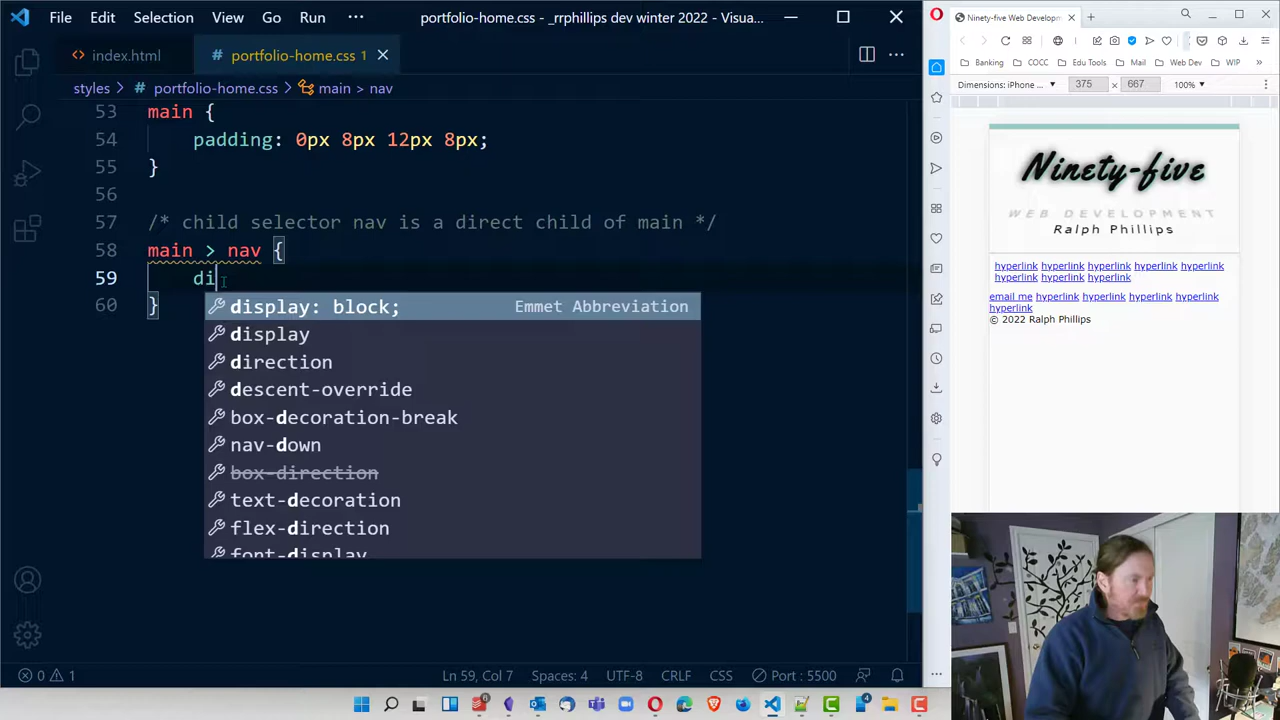 File Edit Selection View Go Run ··· portfolio-home.css - _rrphillips dev winter 2022 - Visua...
index.html # portfolio-home.css 1
styles > # portfolio-home.css > main > nav
53 main {
54 padding: 0px 8px 12px 8px;
55 }
56
57 /* child selector nav is a direct child of main */
58 main > nav {
59 di
60 }
display: block; Emmet Abbreviation
display
direction
descent-override
box-decoration-break
nav-down
box-direction
text-decoration
flex-direction
font-display
0 1 Ln 59, Col 7 Spaces: 4 UTF-8 CRLF CSS Port : 5500
Ninety-five Web Developm
Banking COCC Edu Tools Mail Web Dev WIP »
Dimensions: iPhone ... 375 × 667 100%
Ninety-five
WEB DEVELOPMENT
Ralph Phillips
hyperlink hyperlink hyperlink hyperlink hyperlink
hyperlink hyperlink hyperlink
email me hyperlink hyperlink hyperlink hyperlink
hyperlink
© 2022 Ralph Phillips